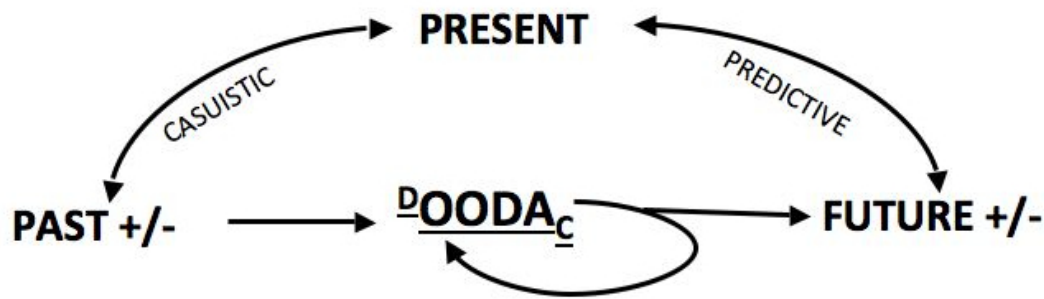 PRESENT
CASUISTIC
PREDICTIVE
PAST +/-
DOODAC
FUTURE +/-